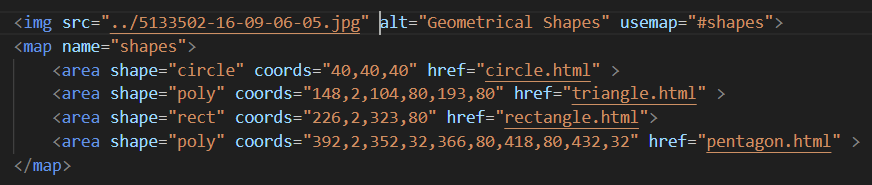 <img src="../5133502-16-09-06-05.jpg" alt="Geometrical Shapes" usemap="#shapes">
<map name="shapes">
    <area shape="circle" coords="40,40,40" href="circle.html" >
    <area shape="poly" coords="148,2,104,80,193,80" href="triangle.html" >
    <area shape="rect" coords="226,2,323,80" href="rectangle.html">
    <area shape="poly" coords="392,2,352,32,366,80,418,80,432,32" href="pentagon.html" >
</map>